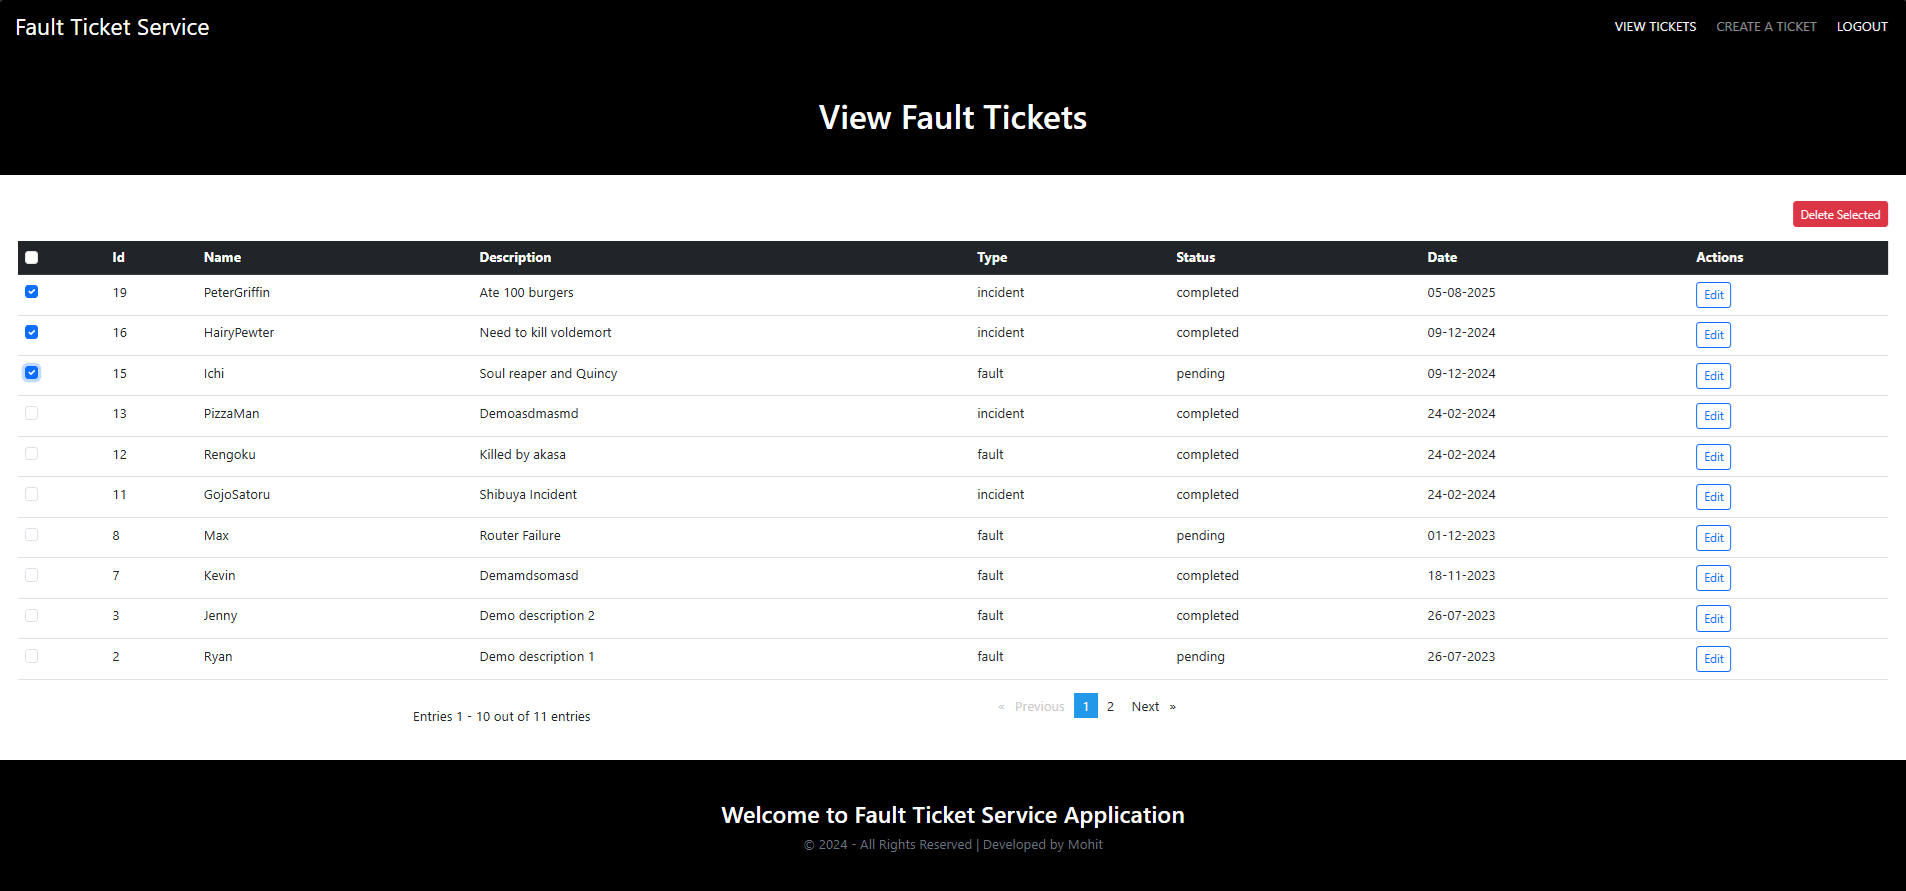 Fault Ticket Service VIEW TICKETS CREATE A TICKET LOGOUT
View Fault Tickets
Delete Selected
Id Name Description Type Status Date Actions
19 PeterGriffin Ate 100 burgers incident completed 05-08-2025 Edit
16 HairyPewter Need to kill voldemort incident completed 09-12-2024 Edit
15 Ichi Soul reaper and Quincy fault pending 09-12-2024 Edit
13 PizzaMan Demoasdmasmd incident completed 24-02-2024 Edit
12 Rengoku Killed by akasa fault completed 24-02-2024 Edit
11 GojoSatoru Shibuya Incident incident completed 24-02-2024 Edit
8 Max Router Failure fault pending 01-12-2023 Edit
7 Kevin Demamdsomasd fault completed 18-11-2023 Edit
3 Jenny Demo description 2 fault completed 26-07-2023 Edit
2 Ryan Demo description 1 fault pending 26-07-2023 Edit
Entries 1 - 10 out of 11 entries « Previous 1 2 Next »
Welcome to Fault Ticket Service Application
© 2024 - All Rights Reserved | Developed by Mohit